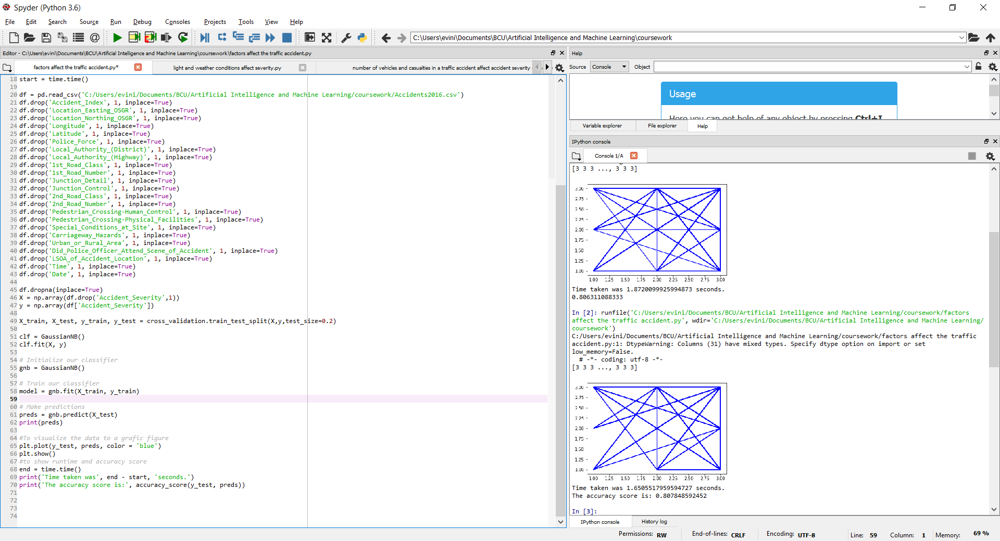 Spyder (Python 3.6)
File Edit Search Source Run Debug Consoles Projects Tools View Help
C:\Users\evini\Documents\BCU\Artificial Intelligence and Machine Learning\coursework
Editor - C:\Users\evini\Documents\BCU\Artificial Intelligence and Machine Learning\coursework\factors affect the traffic accident.py
factors affect the traffic accident.py* light and weather conditions affect severity.py number of vehicles and casualties in a traffic accident affect accident severity
18 start = time.time()
19
20 df = pd.read_csv('C:/Users/evini/Documents/BCU/Artificial Intelligence and Machine Learning/coursework/Accidents2016.csv')
21 df.drop('Accident_Index', 1, inplace=True)
22 df.drop('Location_Easting_OSGR', 1, inplace=True)
23 df.drop('Location_Northing_OSGR', 1, inplace=True)
24 df.drop('Longitude', 1, inplace=True)
25 df.drop('Latitude', 1, inplace=True)
26 df.drop('Police_Force', 1, inplace=True)
27 df.drop('Local_Authority_(District)', 1, inplace=True)
28 df.drop('Local_Authority_(Highway)', 1, inplace=True)
29 df.drop('1st_Road_Class', 1, inplace=True)
30 df.drop('1st_Road_Number', 1, inplace=True)
31 df.drop('Junction_Detail', 1, inplace=True)
32 df.drop('Junction_Control', 1, inplace=True)
33 df.drop('2nd_Road_Class', 1, inplace=True)
34 df.drop('2nd_Road_Number', 1, inplace=True)
35 df.drop('Pedestrian_Crossing-Human_Control', 1, inplace=True)
36 df.drop('Pedestrian_Crossing-Physical_Facilities', 1, inplace=True)
37 df.drop('Special_Conditions_at_Site', 1, inplace=True)
38 df.drop('Carriageway_Hazards', 1, inplace=True)
39 df.drop('Urban_or_Rural_Area', 1, inplace=True)
40 df.drop('Did_Police_Officer_Attend_Scene_of_Accident', 1, inplace=True)
41 df.drop('LSOA_of_Accident_Location', 1, inplace=True)
42 df.drop('Time', 1, inplace=True)
43 df.drop('Date', 1, inplace=True)
44
45 df.dropna(inplace=True)
46 X = np.array(df.drop('Accident_Severity',1))
47 y = np.array(df['Accident_Severity'])
48
49 X_train, X_test, y_train, y_test = cross_validation.train_test_split(X,y,test_size=0.2)
50
51 clf = GaussianNB()
52 clf.fit(X, y)
53
54 # Initialize our classifier
55 gnb = GaussianNB()
56
57 # Train our classifier
58 model = gnb.fit(X_train, y_train)
59
60 # Make predictions
61 preds = gnb.predict(X_test)
62 print(preds)
63
64 #To visualize the data to a grafic figure
65 plt.plot(y_test, preds, color = 'blue')
66 plt.show()
67 #to show runtime and accuracy score
68 end = time.time()
69 print('Time taken was', end - start, 'seconds.')
70 print('The accuracy score is:', accuracy_score(y_test, preds))
71
72
73
74
Help
Source Console Object
Usage
Here you can get help of any object by pressing Ctrl+I
Variable explorer File explorer Help
IPython console
Console 1/A
[3 3 3 ..., 3 3 3]
3.00
2.75
2.50
2.25
2.00
1.75
1.50
1.25
1.00
1.00 1.25 1.50 1.75 2.00 2.25 2.50 2.75 3.00
Time taken was 1.8720099925994873 seconds.
0.806311088333
In [2]: runfile('C:/Users/evini/Documents/BCU/Artificial Intelligence and Machine Learning/coursework/factors
affect the traffic accident.py', wdir='C:/Users/evini/Documents/BCU/Artificial Intelligence and Machine Learning/
coursework')
C:/Users/evini/Documents/BCU/Artificial Intelligence and Machine Learning/coursework/factors affect the traffic
accident.py:1: DtypeWarning: Columns (31) have mixed types. Specify dtype option on import or set
low_memory=False.
# -*- coding: utf-8 -*-
[3 3 3 ..., 3 3 3]
3.00
2.75
2.50
2.25
2.00
1.75
1.50
1.25
1.00
1.00 1.25 1.50 1.75 2.00 2.25 2.50 2.75 3.00
Time taken was 1.6505517959594727 seconds.
The accuracy score is: 0.807848592452
In [3]:
IPython console History log
Permissions: RW End-of-lines: CRLF Encoding: UTF-8 Line: 59 Column: 1 Memory: 69 %